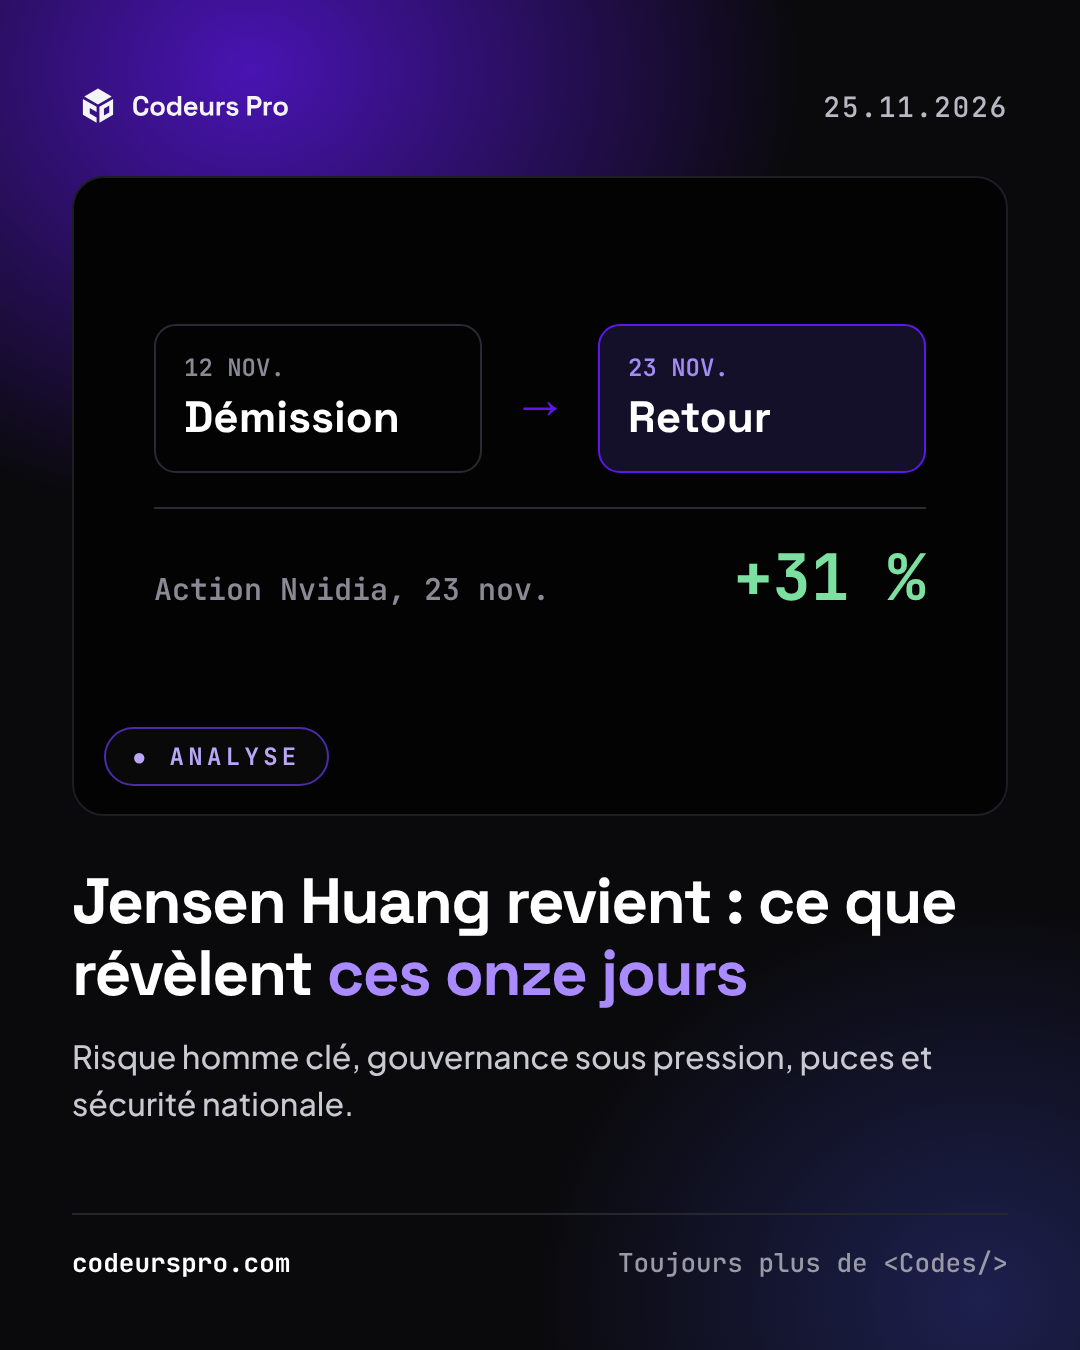 Codeurs Pro
25.11.2026
12 NOV.
Démission
→
23 NOV.
Retour
Action Nvidia, 23 nov.
+31 %
• ANALYSE
Jensen Huang revient : ce que
révèlent ces onze jours
Risque homme clé, gouvernance sous pression, puces et
sécurité nationale.
codeurspro.com
Toujours plus de <Codes/>